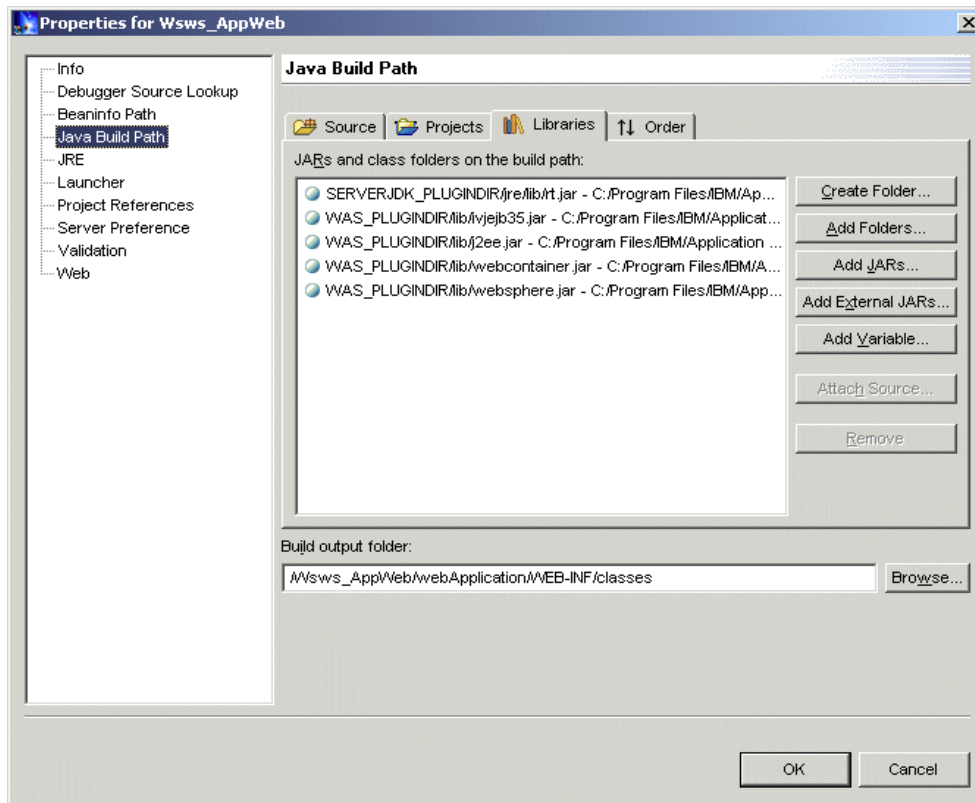 Properties for Wsws_AppWeb
Info
Debugger Source Lookup
Beaninfo Path
Java Build Path
JRE
Launcher
Project References
Server Preference
Validation
Web
Java Build Path
Source
Projects
Libraries
Order
JARs and class folders on the build path:
SERVERJDK_PLUGINDIR/jre/lib/rt.jar - C:/Program Files/IBM/Ap...
WAS_PLUGINDIR/lib/ivjejb35.jar - C:/Program Files/IBM/Applicat...
WAS_PLUGINDIR/lib/j2ee.jar - C:/Program Files/IBM/Application ...
WAS_PLUGINDIR/lib/webcontainer.jar - C:/Program Files/IBM/A...
WAS_PLUGINDIR/lib/websphere.jar - C:/Program Files/IBM/App...
Create Folder...
Add Folders...
Add JARs...
Add External JARs...
Add Variable...
Attach Source...
Remove
Build output folder:
/Wsws_AppWeb/webApplication/WEB-INF/classes
Browse...
OK
Cancel